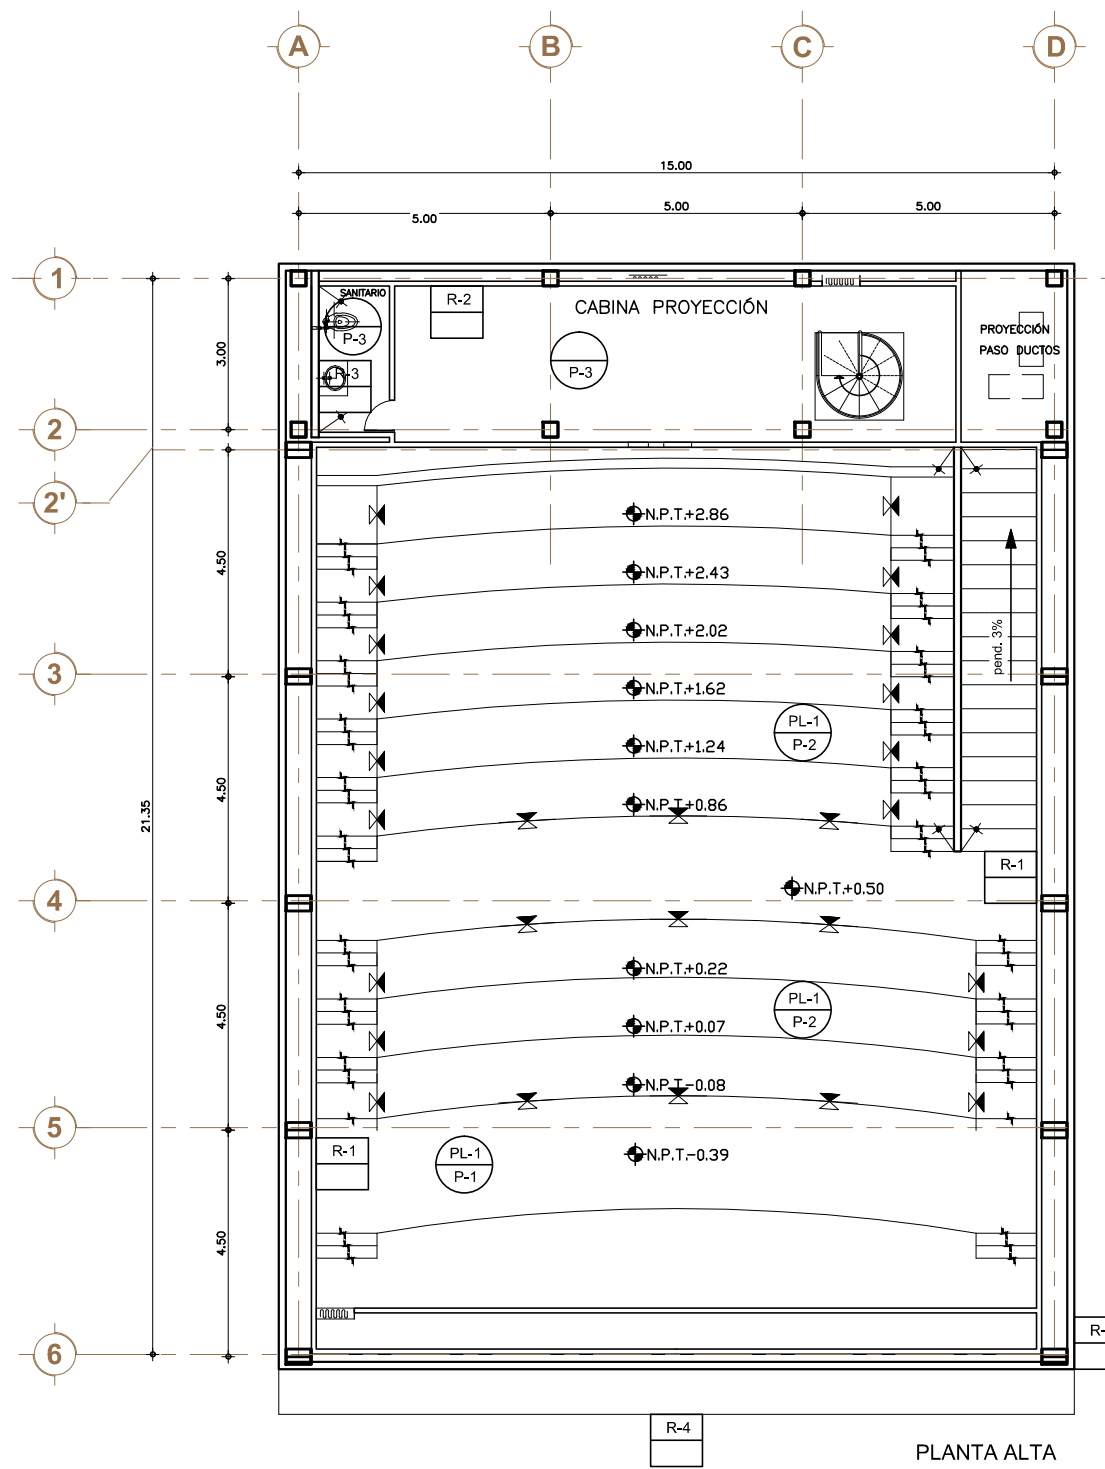 A B C D
15.00
5.00 5.00 5.00
1
SANITARIO
R-2
CABINA PROYECCIÓN
PROYECCIÓN
PASO DUCTOS
P-3
P-3
R-3
3.00
2
2'
N.P.T.+2.86
4.50
N.P.T.+2.43
N.P.T.+2.02
pend. 3%
3
N.P.T.+1.62
PL-1
P-2
N.P.T.+1.24
4.50
21.35
N.P.T.+0.86
R-1
4
N.P.T.+0.50
N.P.T.+0.22
PL-1
P-2
4.50
N.P.T.+0.07
N.P.T.-0.08
5
R-1
PL-1
P-1
N.P.T.-0.39
4.50
R-
6
R-4
PLANTA ALTA